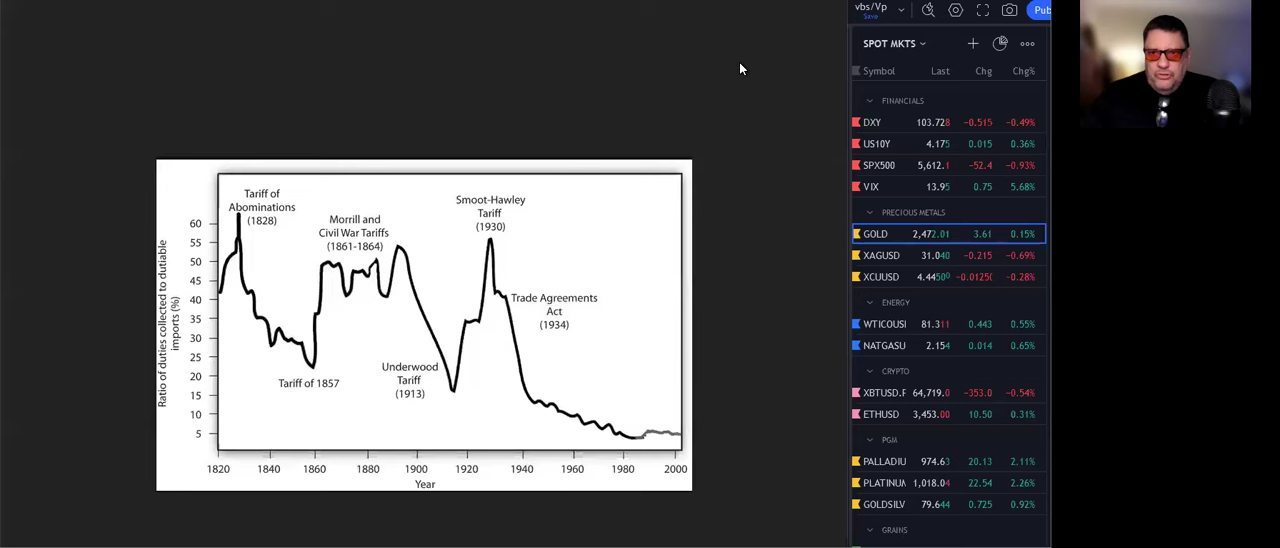 Tariff of
Abominations
(1828)
Morrill and
Civil War Tariffs
(1861-1864)
Smoot-Hawley
Tariff
(1930)
Trade Agreements
Act
(1934)
Underwood
Tariff
(1913)
Tariff of 1857
Ratio of duties collected to dutiable
imports (%)
60
55
50
45
40
35
30
25
20
15
10
5
1820 1840 1860 1880 1900 1920 1940 1960 1980 2000
Year
vbs/Vp
Save
Pub
SPOT MKTS
Symbol Last Chg Chg%
FINANCIALS
DXY 103.728 −0.515 −0.49%
US10Y 4.175 0.015 0.36%
SPX500 5,612.1 −52.4 −0.93%
VIX 13.95 0.75 5.68%
PRECIOUS METALS
GOLD 2,472.01 3.61 0.15%
XAGUSD 31.040 −0.215 −0.69%
XCUUSD 4.44500 −0.0125( −0.28%
ENERGY
WTICOUSI 81.311 0.443 0.55%
NATGASU 2.154 0.014 0.65%
CRYPTO
XBTUSD.F 64,719.0 −353.0 −0.54%
ETHUSD 3,453.00 10.50 0.31%
PGM
PALLADIU 974.63 20.13 2.11%
PLATINUM 1,018.04 22.54 2.26%
GOLDSILV 79.644 0.725 0.92%
GRAINS